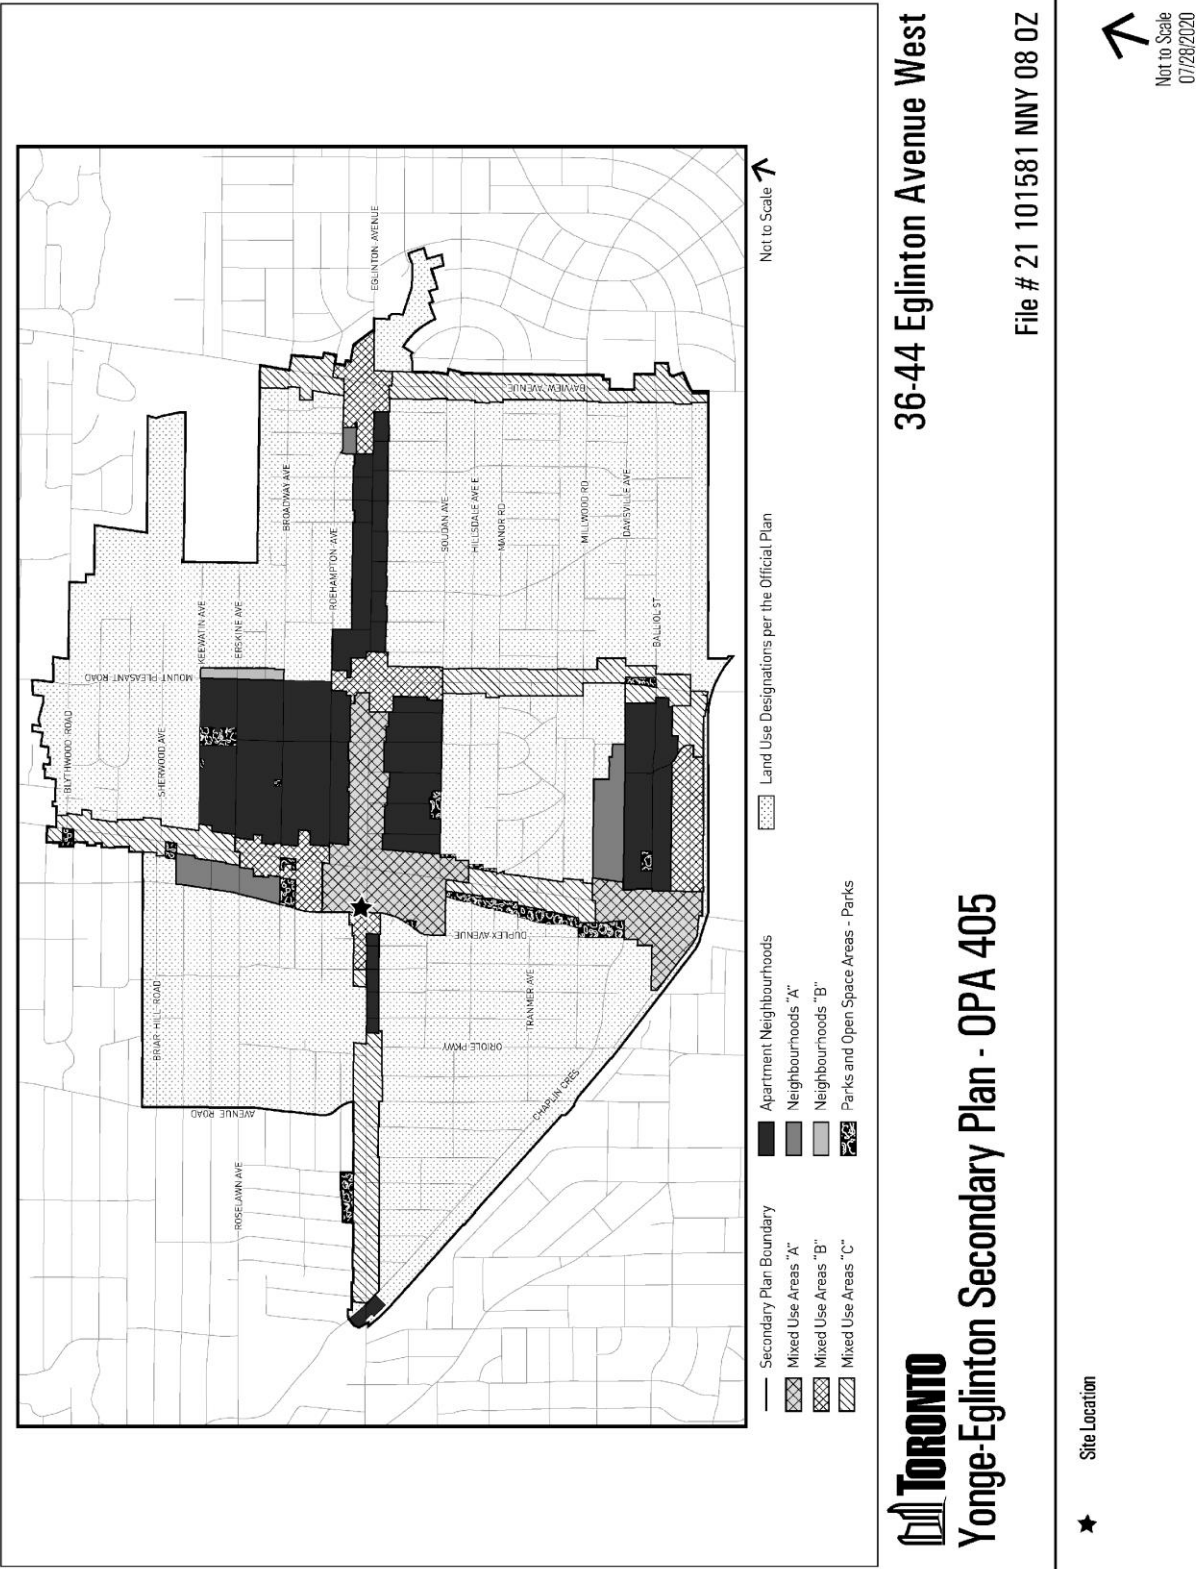 BLYTHWOOD ROAD
MOUNT PLEASANT ROAD
SHERWOOD AVE
KEEWATIN AVE
ERSKINE AVE
BROADWAY AVE
ROEHAMPTON AVE
EGLINTON AVENUE
BRIAR HILL ROAD
AVENUE ROAD
ROSELAWN AVE
DUPLEX AVENUE
SOUDAN AVE
HILLSDALE AVE E
MANOR RD
BAYVIEW AVENUE
TRANMER AVE
ORIOLE PKWY
CHAPLIN CRES
MILLWOOD RD
DAVISVILLE AVE
BALLIOL ST
Secondary Plan Boundary
Mixed Use Areas "A"
Mixed Use Areas "B"
Mixed Use Areas "C"
Apartment Neighbourhoods
Neighbourhoods "A"
Neighbourhoods "B"
Parks and Open Space Areas - Parks
Land Use Designations per the Official Plan
Not to Scale
TORONTO
36-44 Eglinton Avenue West
Yonge-Eglinton Secondary Plan - OPA 405
File # 21 101581 NNY 08 OZ
Site Location
Not to Scale
07/28/2020